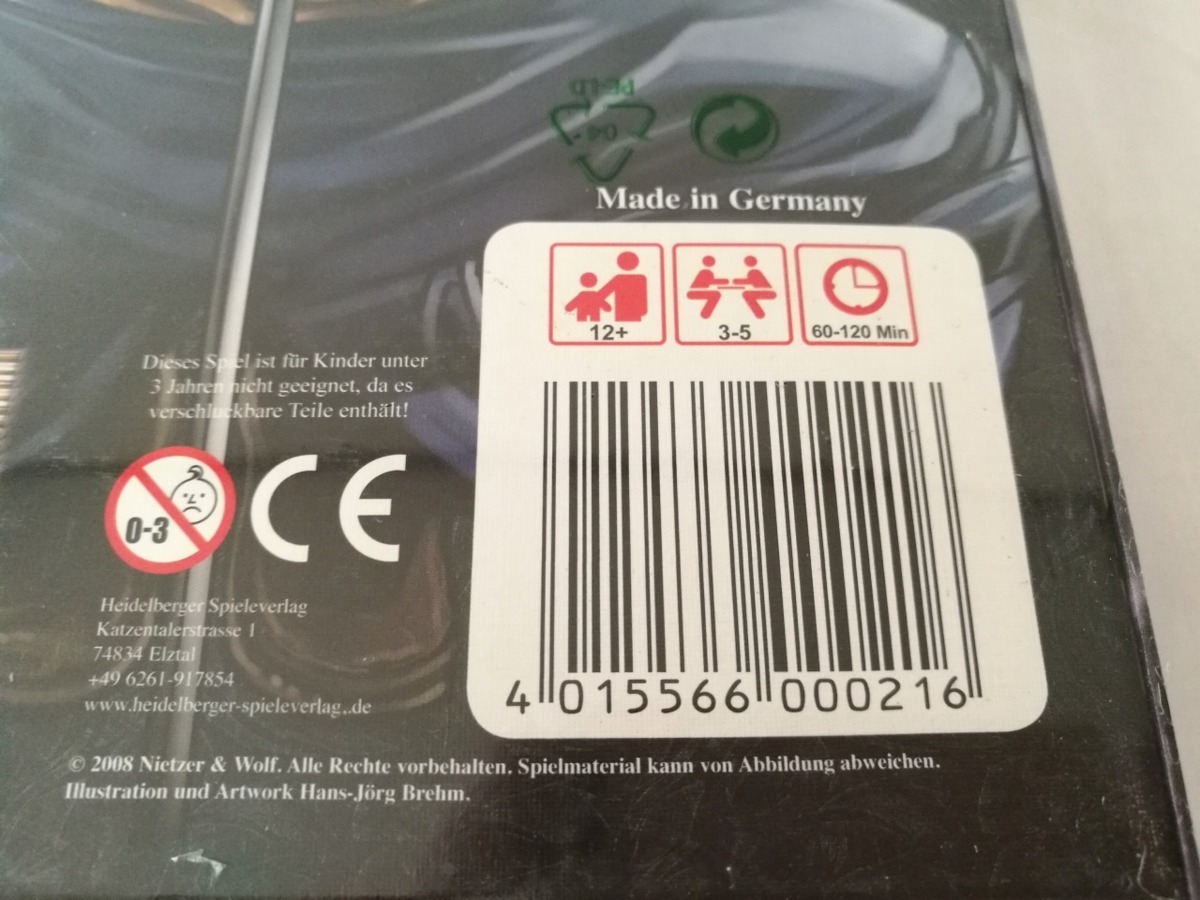 PE-LD
04
Made in Germany
12+
3-5
60-120 Min
Dieses Spiel ist für Kinder unter
3 Jahren nicht geeignet, da es
verschluckbare Teile enthält!
0-3
CE
Heidelberger Spieleverlag
Katzentalerstrasse 1
74834 Elztal
+49 6261-917854
www.heidelberger-spieleverlag,.de
4 015566 000216
© 2008 Nietzer & Wolf. Alle Rechte vorbehalten. Spielmaterial kann von Abbildung abweichen.
Illustration und Artwork Hans-Jörg Brehm.